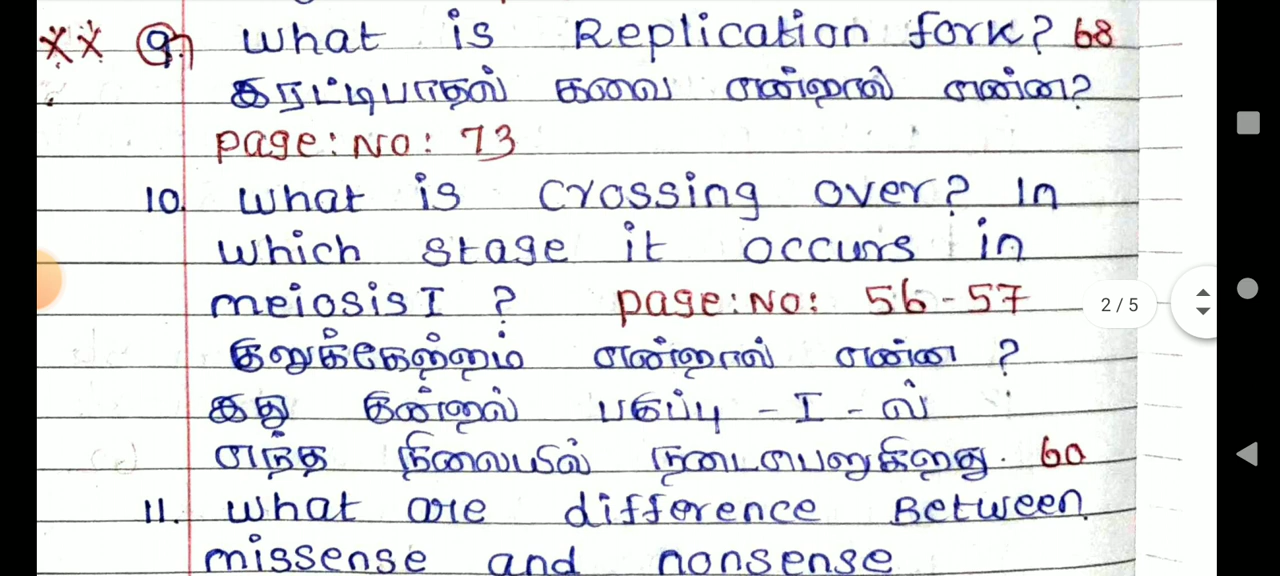 ** 9) What is Replication fork? 68
இரட்டிபாதல் கவை என்றால் என்ன?
page: No: 73
10. What is Crossing over? In
which stage it occurs in
meiosis I ? page: No: 56-57
குறுக்கேற்றம் என்றால் என்ன ?
இது குன்றல் பகுப்பு - I - ல்
எந்த நிலையில் நடைபெறுகிறது. 60
2 / 5
11. What are difference Between
missense and nonsense